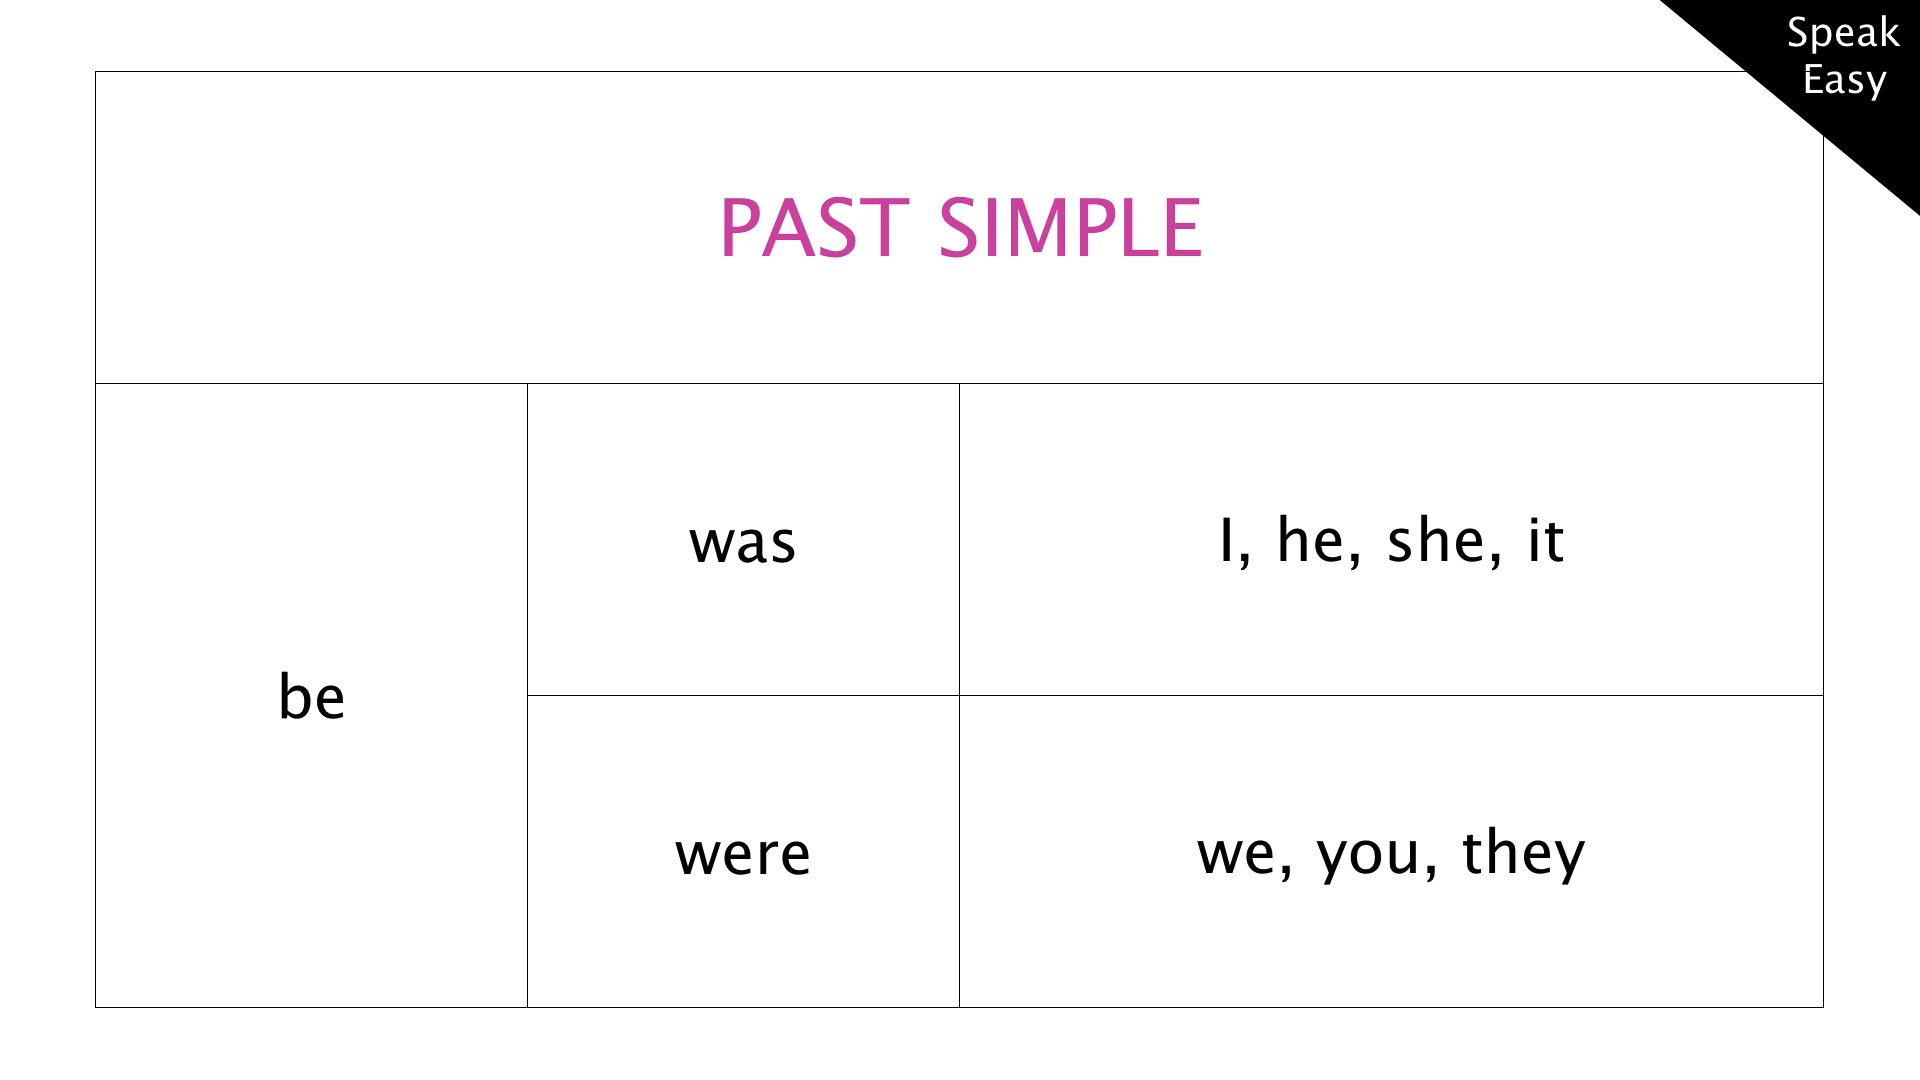 Speak
Easy
PAST SIMPLE
be
was
I, he, she, it
were
we, you, they